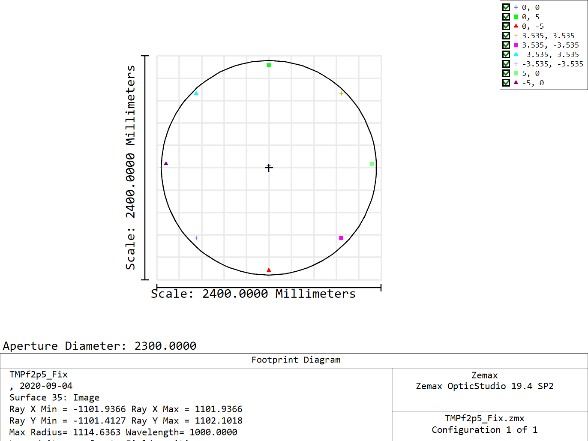 0, 0
0, 5
0, -5
3.535, 3.535
3.535, -3.535
-3.535, 3.535
-3.535, -3.535
5, 0
-5, 0
Scale: 2400.0000 Millimeters
Scale: 2400.0000 Millimeters
Aperture Diameter: 2300.0000
Footprint Diagram
TMPf2p5_Fix
, 2020-09-04
Surface 35: Image
Ray X Min = -1101.9366 Ray X Max = 1101.9366
Ray Y Min = -1101.4127 Ray Y Max = 1102.1018
Max Radius= 1114.6363 Wavelength= 1000.0000
Zemax
Zemax OpticStudio 19.4 SP2
TMPf2p5_Fix.zmx
Configuration 1 of 1